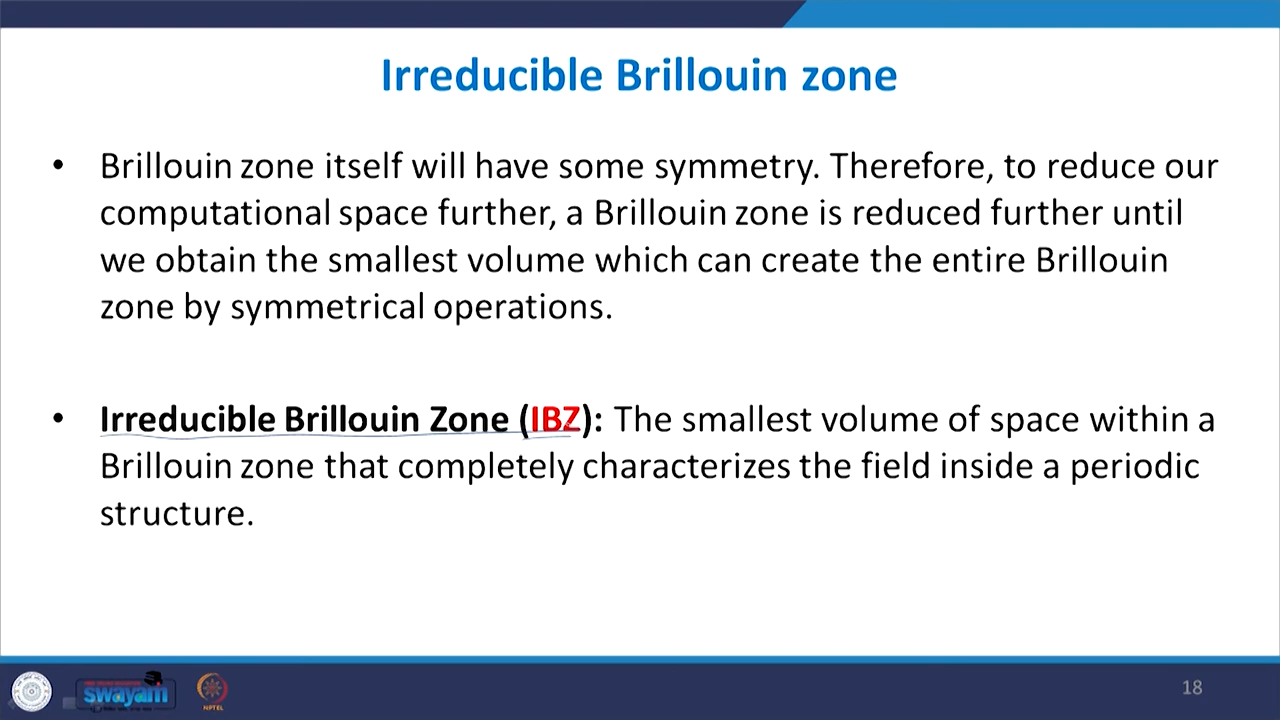 Irreducible Brillouin zone
• Brillouin zone itself will have some symmetry. Therefore, to reduce our
computational space further, a Brillouin zone is reduced further until
we obtain the smallest volume which can create the entire Brillouin
zone by symmetrical operations.
• Irreducible Brillouin Zone (IBZ): The smallest volume of space within a
Brillouin zone that completely characterizes the field inside a periodic
structure.
swayam
NPTEL
18